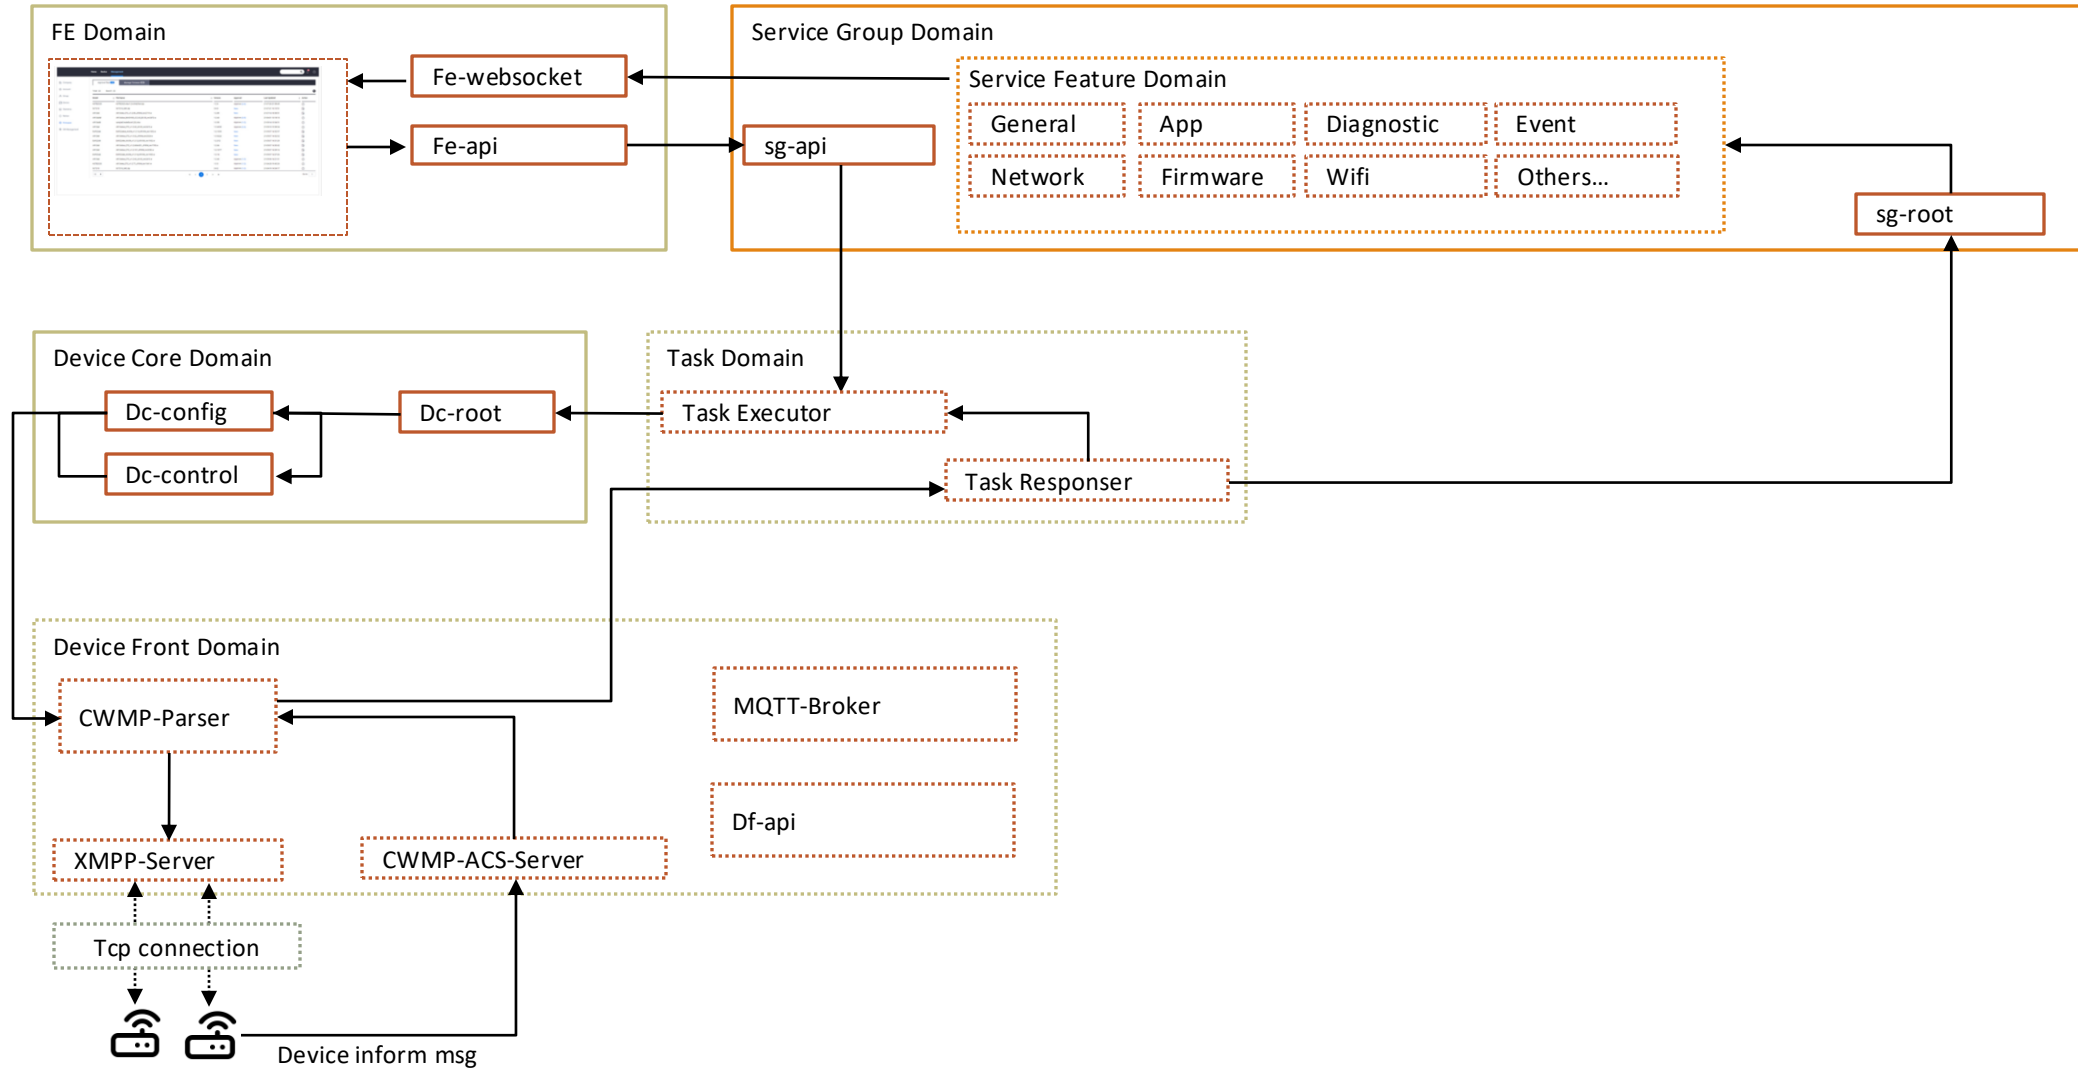 FE Domain
Fe-websocket
Fe-api
Service Group Domain
Service Feature Domain
General
App
Diagnostic
Event
Network
Firmware
Wifi
Others...
sg-api
sg-root
Device Core Domain
Dc-config
Dc-root
Dc-control
Task Domain
Task Executor
Task Responser
Device Front Domain
CWMP-Parser
MQTT-Broker
Df-api
XMPP-Server
CWMP-ACS-Server
Tcp connection
Device inform msg